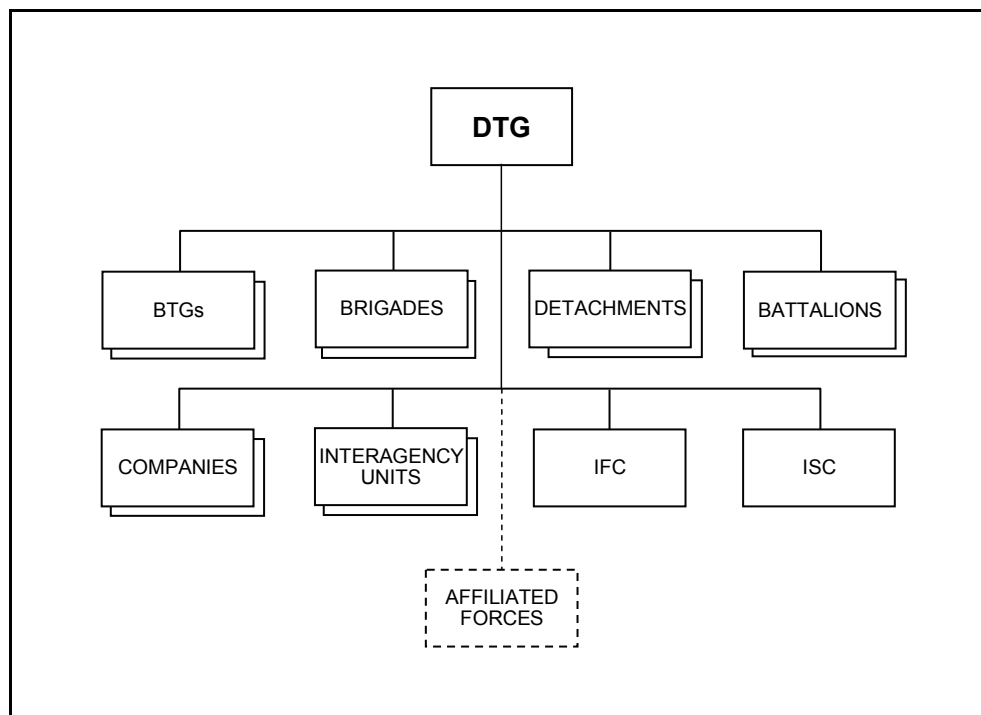 DTG
BTGs
BRIGADES
DETACHMENTS
BATTALIONS
COMPANIES
INTERAGENCY
UNITS
IFC
ISC
AFFILIATED
FORCES